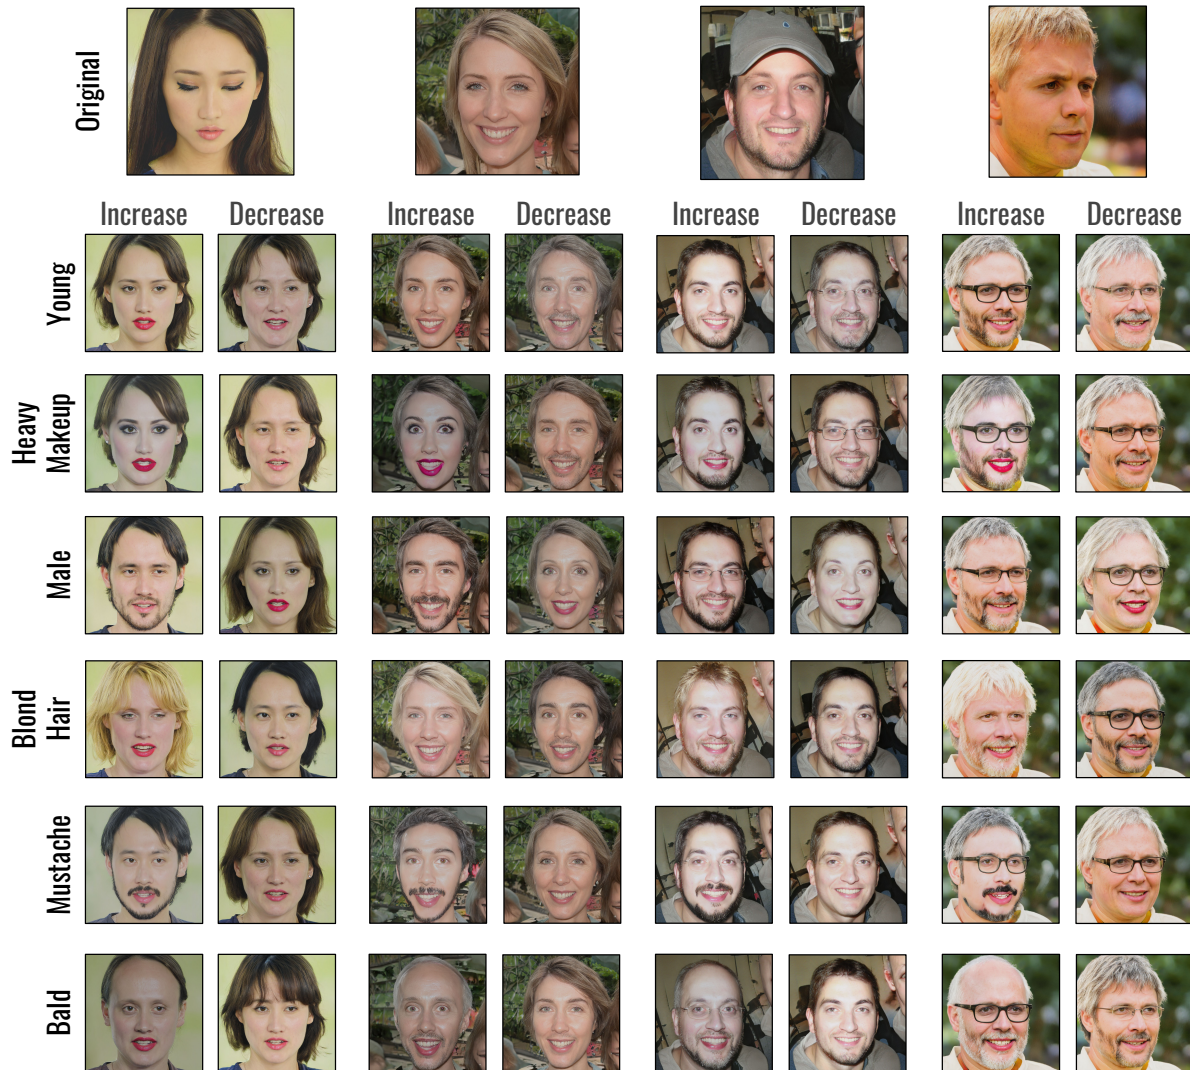 Original
Increase Decrease Increase Decrease Increase Decrease Increase Decrease
Young
Heavy
Makeup
Male
Blond
Hair
Mustache
Bald